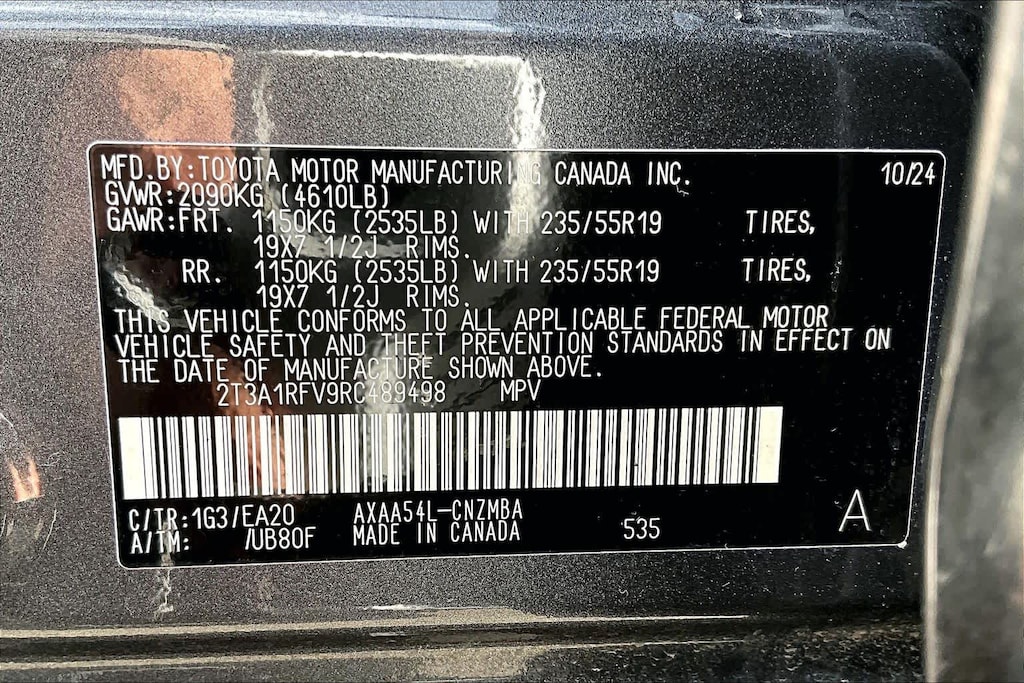 MFD.BY:TOYOTA MOTOR MANUFACTURING CANADA INC. 10/24
GVWR:2090KG (4610LB)
GAWR:FRT. 1150KG (2535LB) WITH 235/55R19 TIRES,
19X7 1/2J RIMS.
RR. 1150KG (2535LB) WITH 235/55R19 TIRES,
19X7 1/2J RIMS.
THIS VEHICLE CONFORMS TO ALL APPLICABLE FEDERAL MOTOR
VEHICLE SAFETY AND THEFT PREVENTION STANDARDS IN EFFECT ON
THE DATE OF MANUFACTURE SHOWN ABOVE.
2T3A1RFV9RC489498 MPV
C/TR:1G3/EA20 AXAA54L-CNZMBA
A/TM: /UB80F MADE IN CANADA 535 A